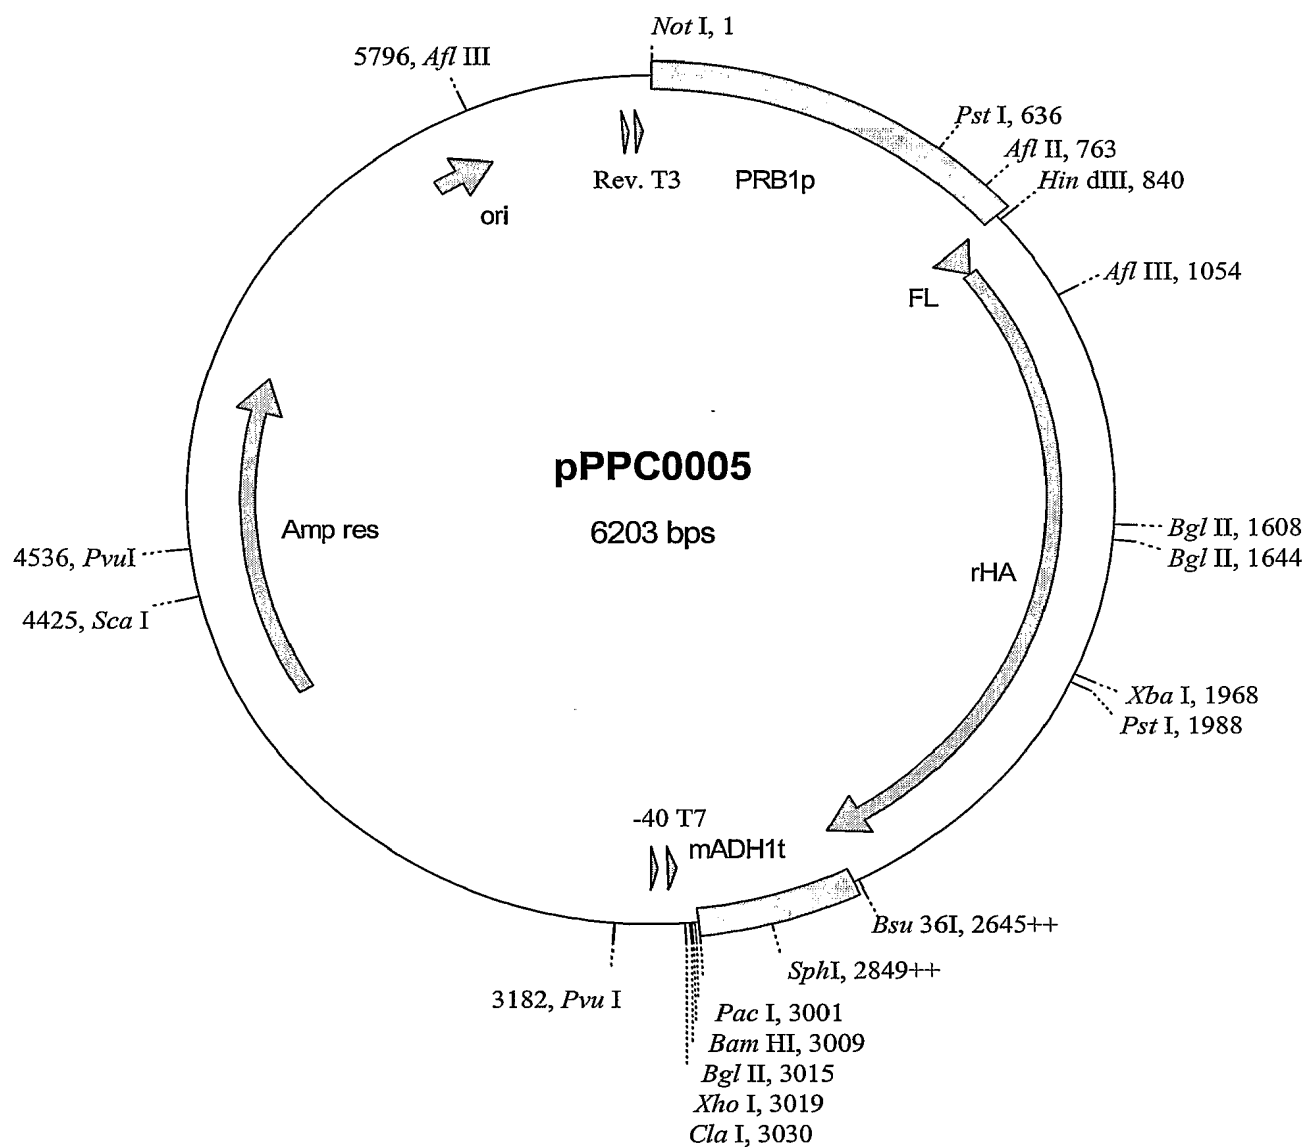 Not I, 1
5796, Afl III
Pst I, 636
Afl II, 763
Hin dIII, 840
Rev. T3
PRB1p
ori
Afl III, 1054
FL
pPPC0005
6203 bps
Amp res
Bgl II, 1608
Bgl II, 1644
4536, PvuI
rHA
4425, Sca I
Xba I, 1968
Pst I, 1988
-40 T7
mADH1t
Bsu 36I, 2645++
SphI, 2849++
3182, Pvu I
Pac I, 3001
Bam HI, 3009
Bgl II, 3015
Xho I, 3019
Cla I, 3030